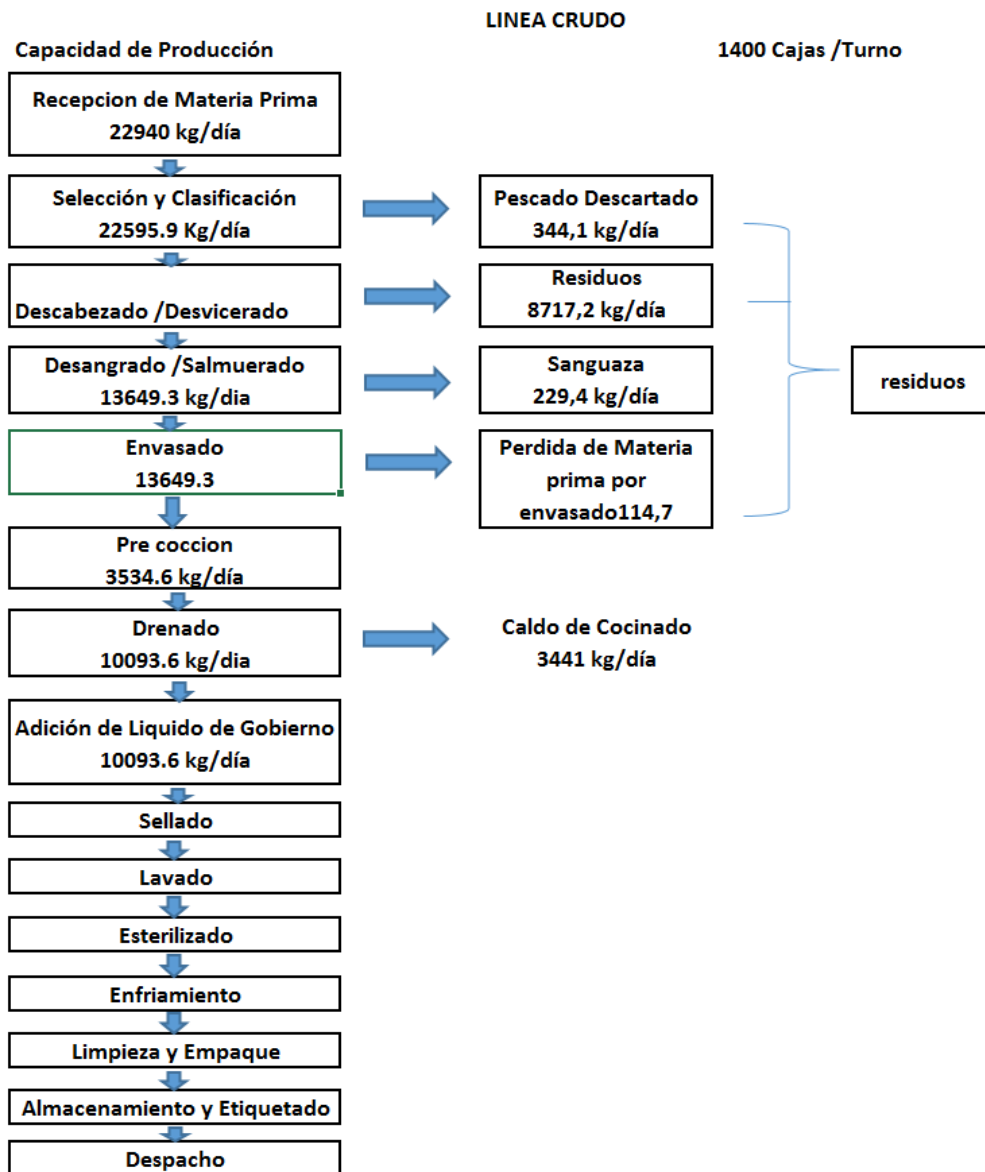 LINEA CRUDO
Capacidad de Producción
1400 Cajas /Turno
Recepcion de Materia Prima
22940 kg/día
Selección y Clasificación
22595.9 Kg/día
Pescado Descartado
344,1 kg/día
Descabezado /Desvicerado
Residuos
8717,2 kg/día
Desangrado /Salmuerado
13649.3 kg/dia
Sanguaza
229,4 kg/día
residuos
Envasado
13649.3
Perdida de Materia
prima por
envasado114,7
Pre coccion
3534.6 kg/día
Drenado
10093.6 kg/dia
Caldo de Cocinado
3441 kg/día
Adición de Liquido de Gobierno
10093.6 kg/día
Sellado
Lavado
Esterilizado
Enfriamiento
Limpieza y Empaque
Almacenamiento y Etiquetado
Despacho